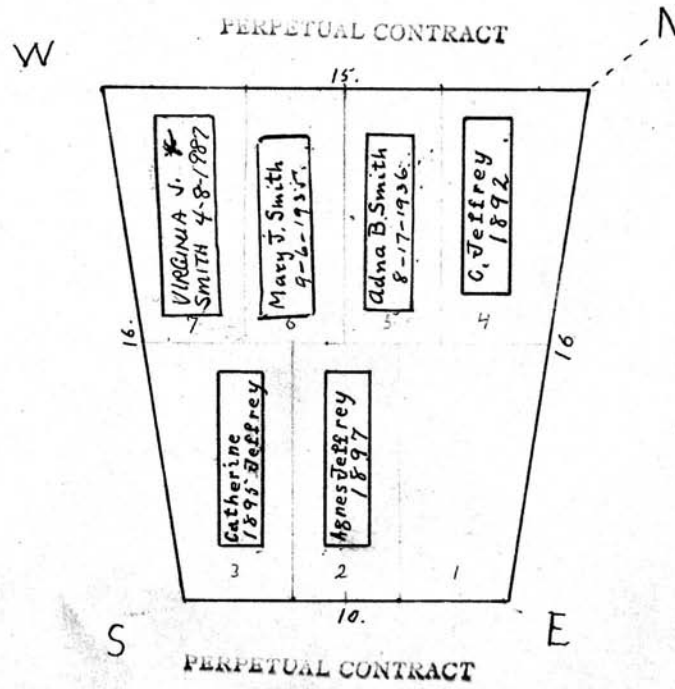 PERPETUAL CONTRACT
W
N
15.
VIRGINIA J.
SMITH 4-8-1987
Mary J. Smith
9-6-1935.
Adna B. Smith
8-17-1936
C. Jeffrey
1892.
7
6
5
4
16.
16
Catherine
1895 Jeffrey
Agnes Jeffrey
1897
3
2
1
10.
S
E
PERPETUAL CONTRACT